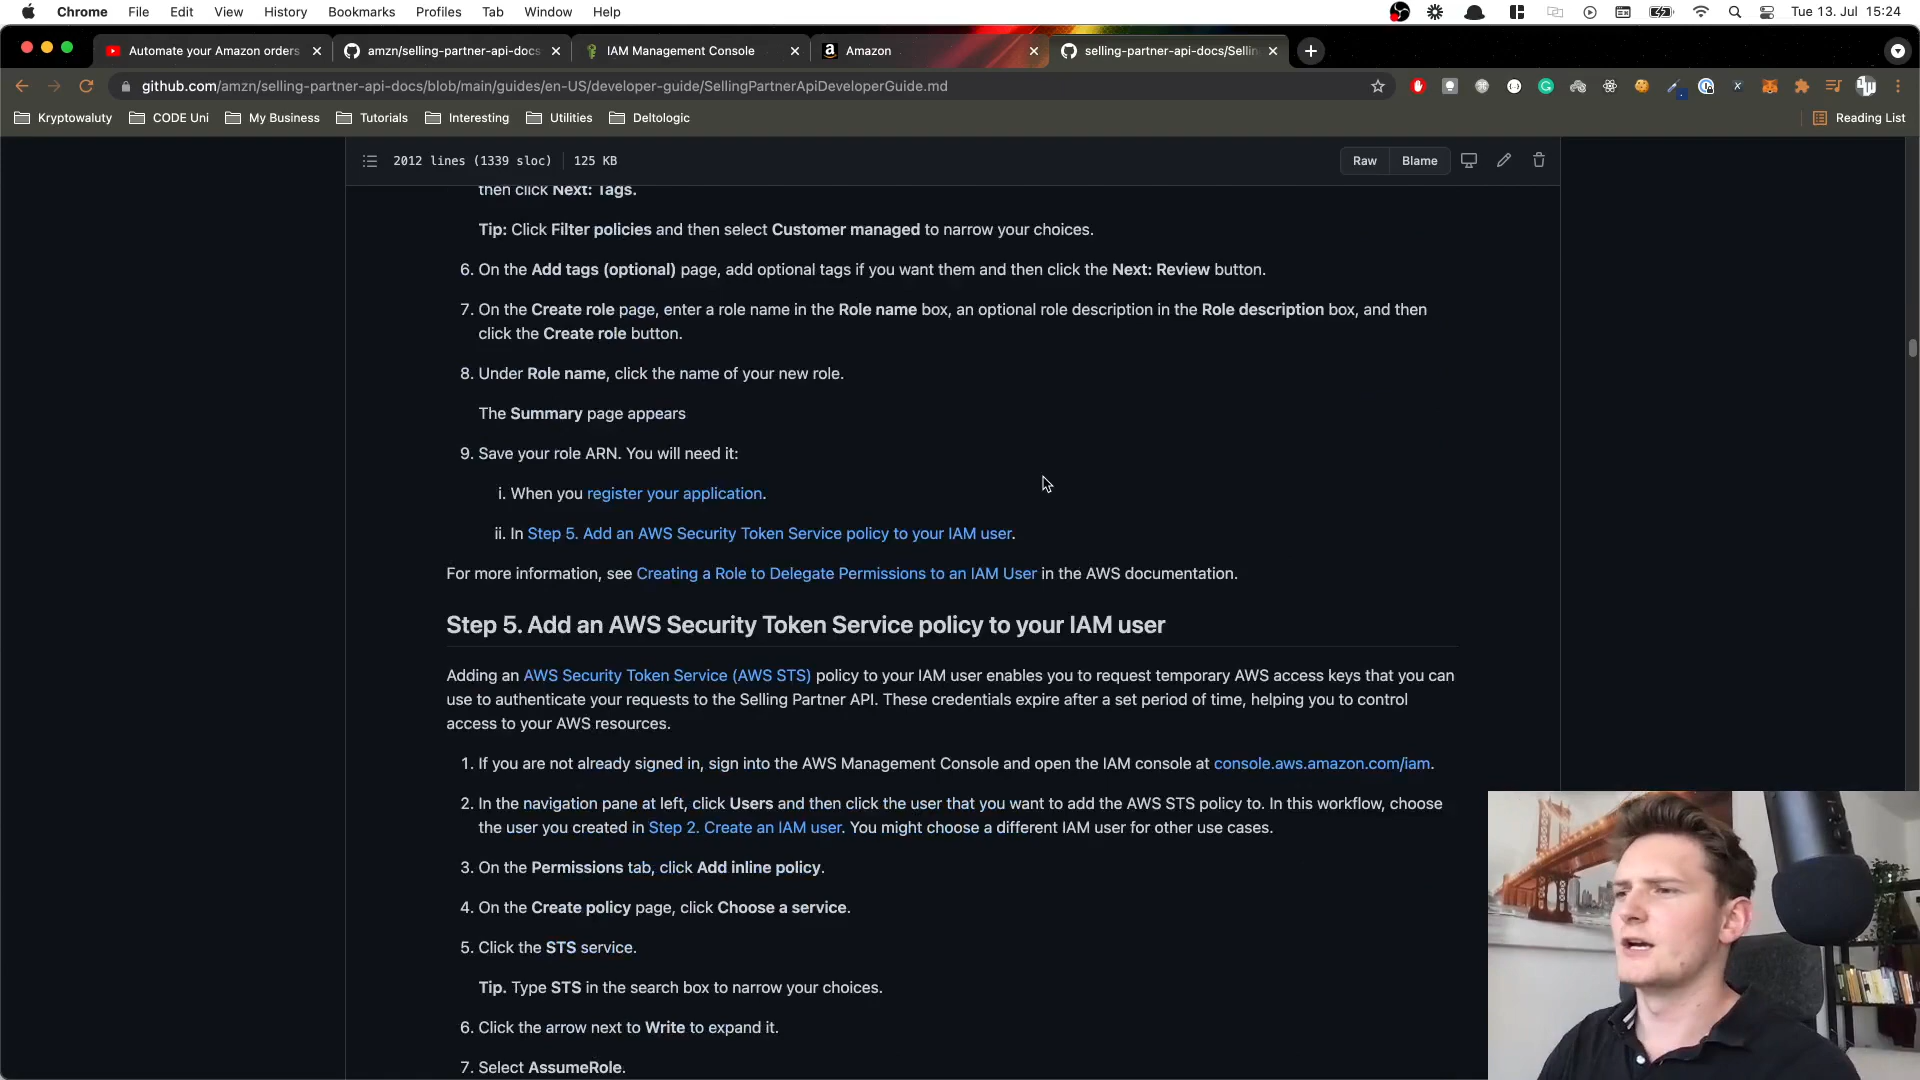 Chrome File Edit View History Bookmarks Profiles Tab Window Help Tue 13. Jul 15:24
Automate your Amazon orders amzn/selling-partner-api-docs IAM Management Console Amazon selling-partner-api-docs/Sellin
github.com/amzn/selling-partner-api-docs/blob/main/guides/en-US/developer-guide/SellingPartnerApiDeveloperGuide.md
Kryptowaluty CODE Uni My Business Tutorials Interesting Utilities Deltologic Reading List
2012 lines (1339 sloc) 125 KB Raw Blame
then click Next: Tags.
Tip: Click Filter policies and then select Customer managed to narrow your choices.
6. On the Add tags (optional) page, add optional tags if you want them and then click the Next: Review button.
7. On the Create role page, enter a role name in the Role name box, an optional role description in the Role description box, and then
click the Create role button.
8. Under Role name, click the name of your new role.
The Summary page appears
9. Save your role ARN. You will need it:
i. When you register your application.
ii. In Step 5. Add an AWS Security Token Service policy to your IAM user.
For more information, see Creating a Role to Delegate Permissions to an IAM User in the AWS documentation.
Step 5. Add an AWS Security Token Service policy to your IAM user
Adding an AWS Security Token Service (AWS STS) policy to your IAM user enables you to request temporary AWS access keys that you can
use to authenticate your requests to the Selling Partner API. These credentials expire after a set period of time, helping you to control
access to your AWS resources.
1. If you are not already signed in, sign into the AWS Management Console and open the IAM console at console.aws.amazon.com/iam.
2. In the navigation pane at left, click Users and then click the user that you want to add the AWS STS policy to. In this workflow, choose
the user you created in Step 2. Create an IAM user. You might choose a different IAM user for other use cases.
3. On the Permissions tab, click Add inline policy.
4. On the Create policy page, click Choose a service.
5. Click the STS service.
Tip. Type STS in the search box to narrow your choices.
6. Click the arrow next to Write to expand it.
7. Select AssumeRole.